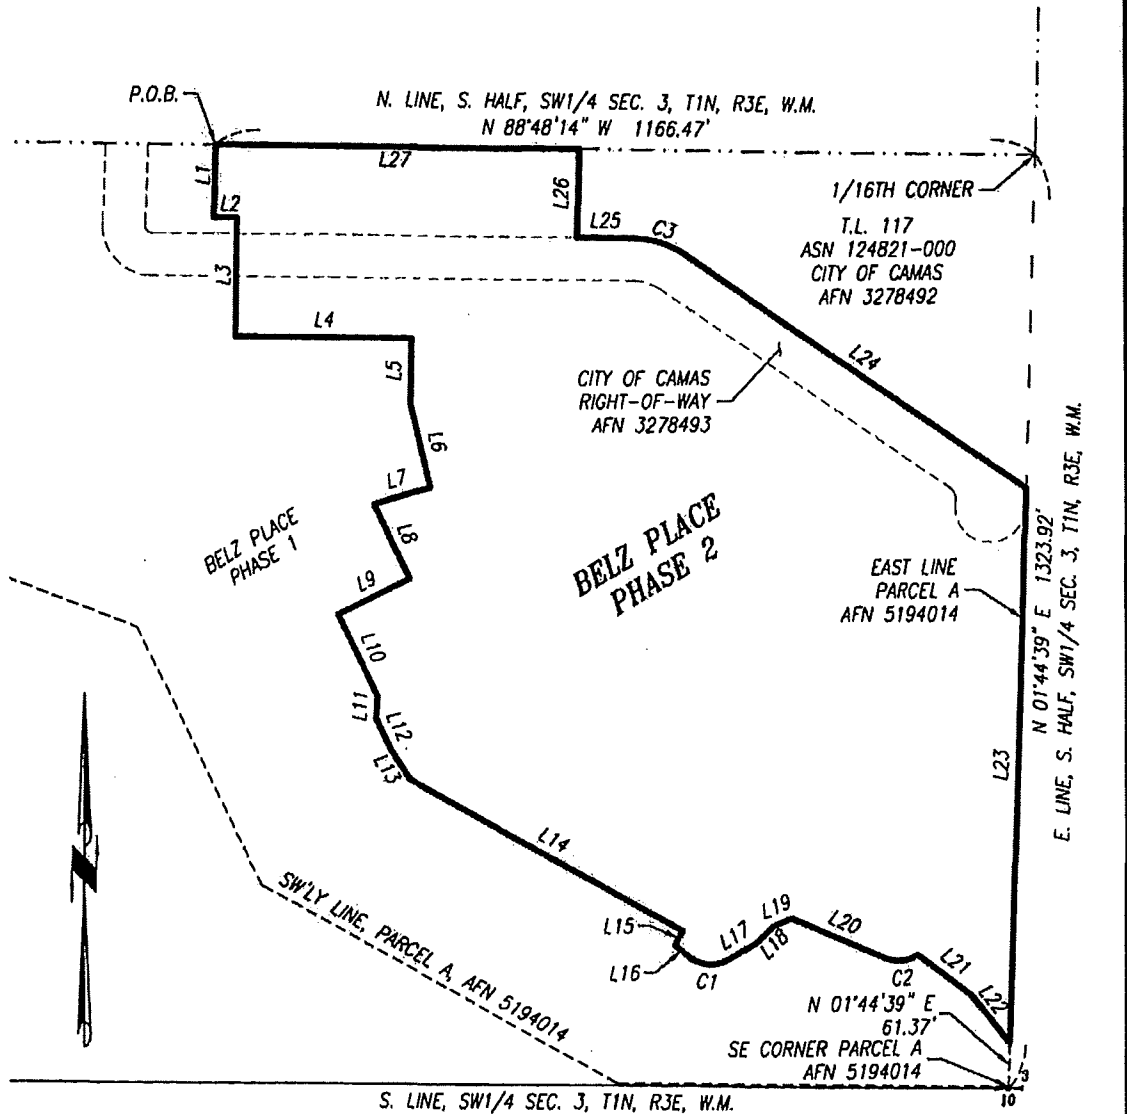 P.O.B.
N. LINE, S. HALF, SW1/4 SEC. 3, T1N, R3E, W.M.
N 88°48'14" W 1166.47'
L27
L1
L2
L26
L25
C3
1/16TH CORNER
T.L. 117
ASN 124821-000
CITY OF CAMAS
AFN 3278492
L3
L4
L5
L24
CITY OF CAMAS
RIGHT-OF-WAY
AFN 3278493
L6
L7
L8
L9
BELZ PLACE
PHASE 1
BELZ PLACE
PHASE 2
EAST LINE
PARCEL A
AFN 5194014
N 01°44'39" E 1323.92'
E. LINE, S. HALF, SW1/4 SEC. 3, T1N, R3E, W.M.
L10
L11
L12
L13
L23
L14
SW'LY LINE, PARCEL A, AFN 5194014
L15
L16
C1
L17
L18
L19
L20
C2
L21
L22
N 01°44'39" E
61.37'
SE CORNER PARCEL A
AFN 5194014
3
10
S. LINE, SW1/4 SEC. 3, T1N, R3E, W.M.